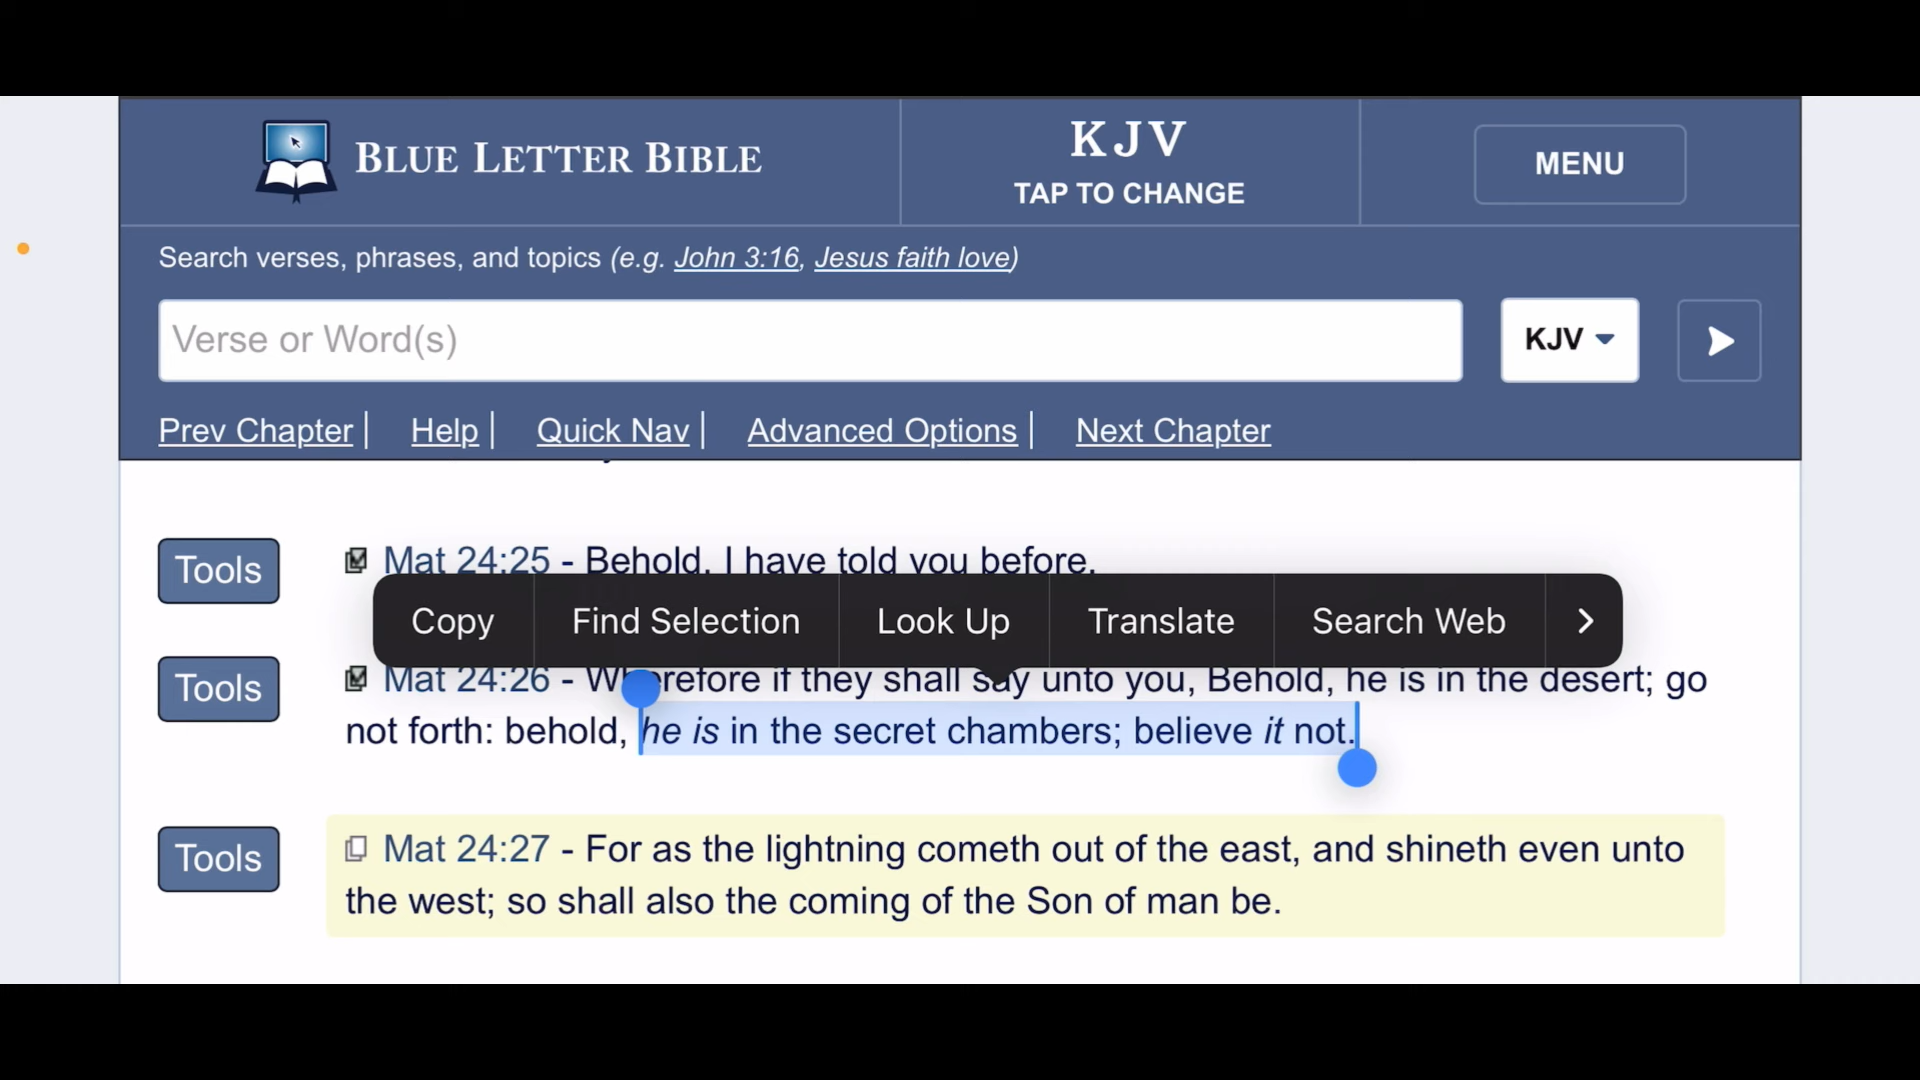 BLUE LETTER BIBLE
KJV
TAP TO CHANGE
MENU
Search verses, phrases, and topics (e.g. John 3:16, Jesus faith love)
Verse or Word(s)
KJV
Prev Chapter | Help | Quick Nav | Advanced Options | Next Chapter
Tools
Mat 24:25 - Behold, I have told you before.
Copy Find Selection Look Up Translate Search Web
Tools
Mat 24:26 - Wherefore if they shall say unto you, Behold, he is in the desert; go
not forth: behold, he is in the secret chambers; believe it not.
Tools
Mat 24:27 - For as the lightning cometh out of the east, and shineth even unto
the west; so shall also the coming of the Son of man be.